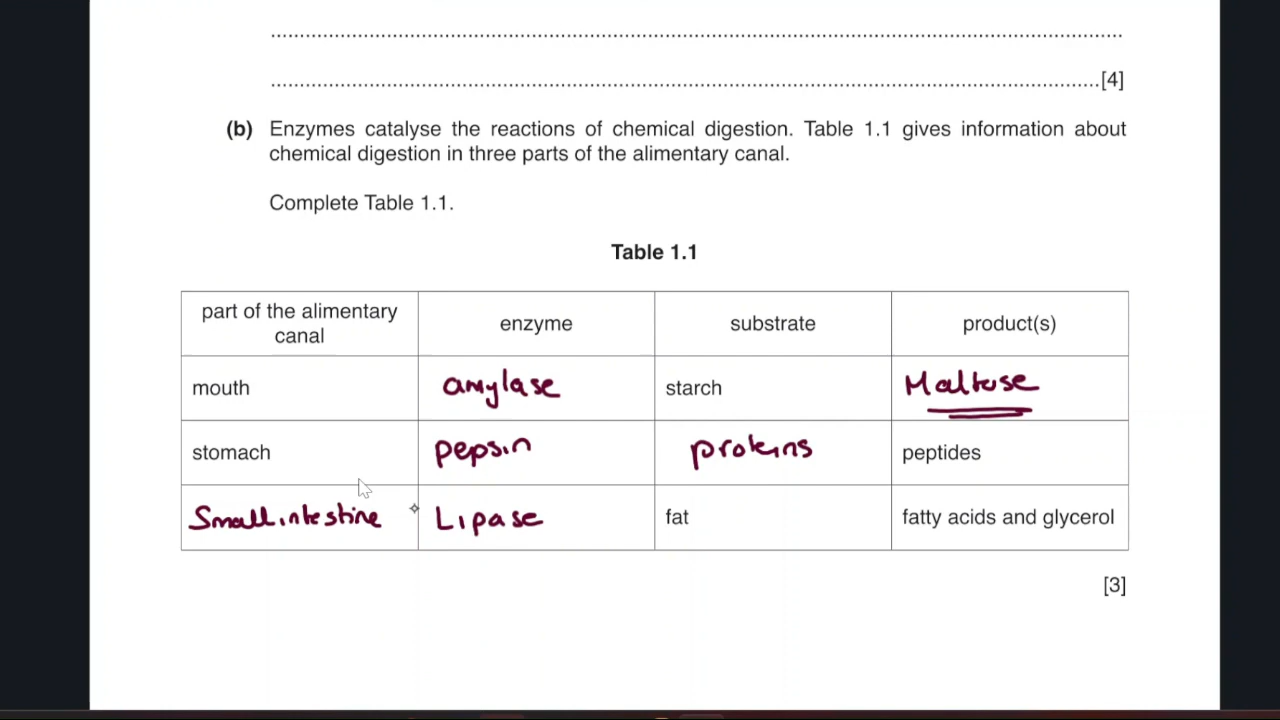 [4]
(b) Enzymes catalyse the reactions of chemical digestion. Table 1.1 gives information about
chemical digestion in three parts of the alimentary canal.
Complete Table 1.1.
Table 1.1
part of the alimentary
canal
enzyme
substrate
product(s)
mouth
amylase
starch
Maltose
stomach
pepsin
proteins
peptides
Small intestine
Lipase
fat
fatty acids and glycerol
[3]